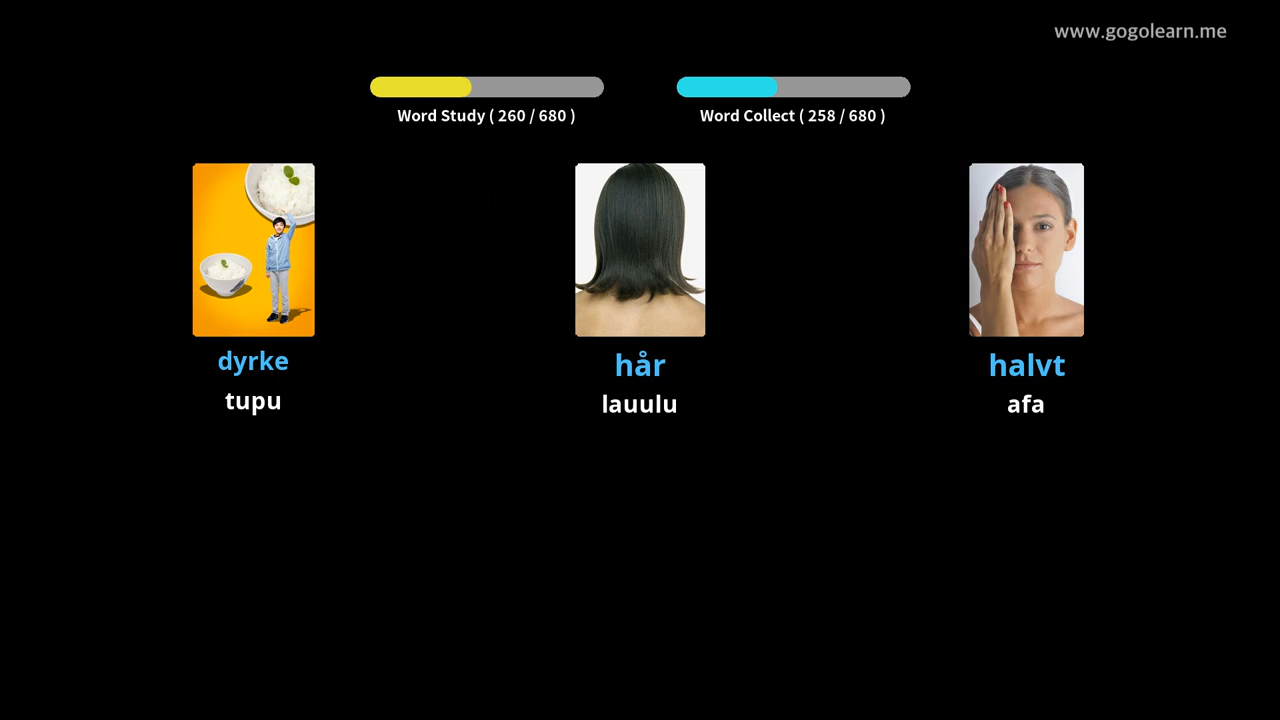 www.gogolearn.me
Word Study ( 260 / 680 )
Word Collect ( 258 / 680 )
dyrke
tupu
hår
lauulu
halvt
afa